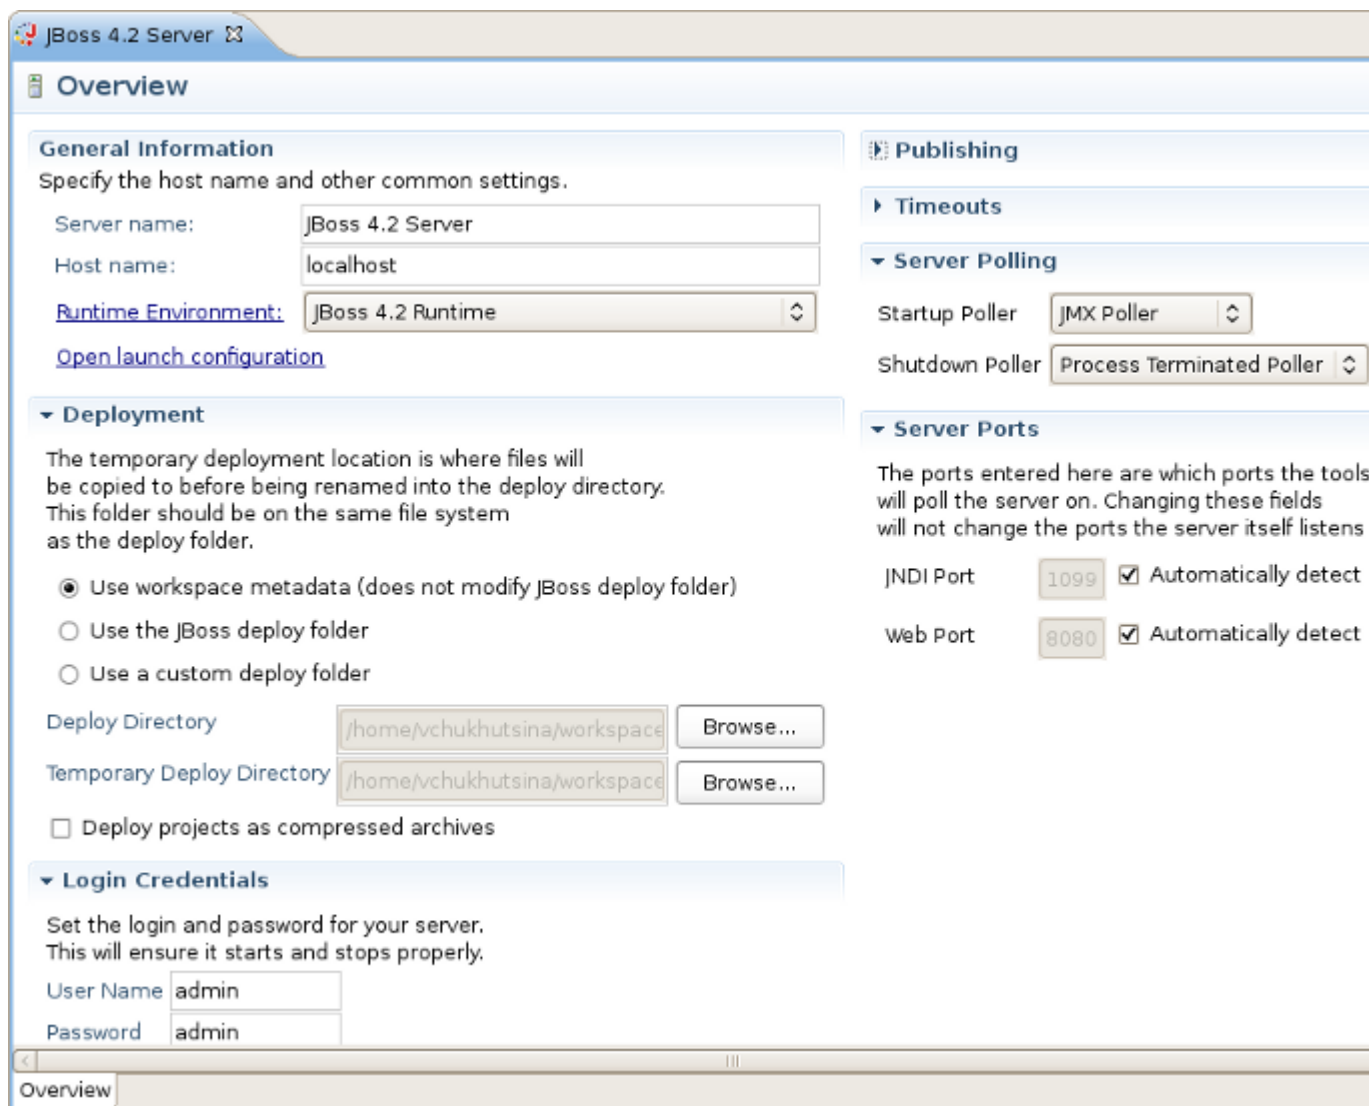 JBoss 4.2 Server
Overview
General Information
Specify the host name and other common settings.
Server name: JBoss 4.2 Server
Host name: localhost
Runtime Environment: JBoss 4.2 Runtime
Open launch configuration
Deployment
The temporary deployment location is where files will
be copied to before being renamed into the deploy directory.
This folder should be on the same file system
as the deploy folder.
Use workspace metadata (does not modify JBoss deploy folder)
Use the JBoss deploy folder
Use a custom deploy folder
Deploy Directory /home/vchukhutsina/workspace Browse...
Temporary Deploy Directory /home/vchukhutsina/workspace Browse...
Deploy projects as compressed archives
Login Credentials
Set the login and password for your server.
This will ensure it starts and stops properly.
User Name admin
Password admin
Publishing
Timeouts
Server Polling
Startup Poller JMX Poller
Shutdown Poller Process Terminated Poller
Server Ports
The ports entered here are which ports the tools
will poll the server on. Changing these fields
will not change the ports the server itself listens
JNDI Port 1099 Automatically detect
Web Port 8080 Automatically detect
Overview